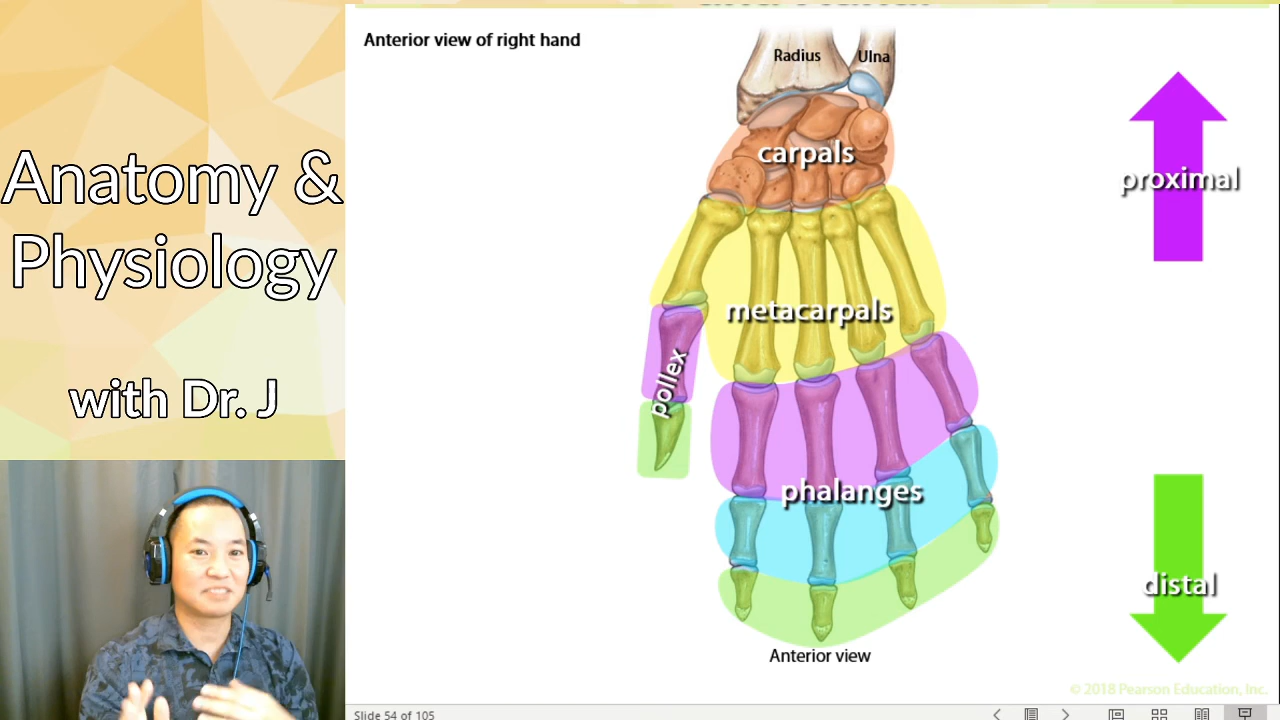 Anatomy &
Physiology
with Dr. J
Anterior view of right hand
Radius
Ulna
carpals
proximal
metacarpals
pollex
phalanges
distal
Anterior view
© 2018 Pearson Education, Inc.
Slide 54 of 105